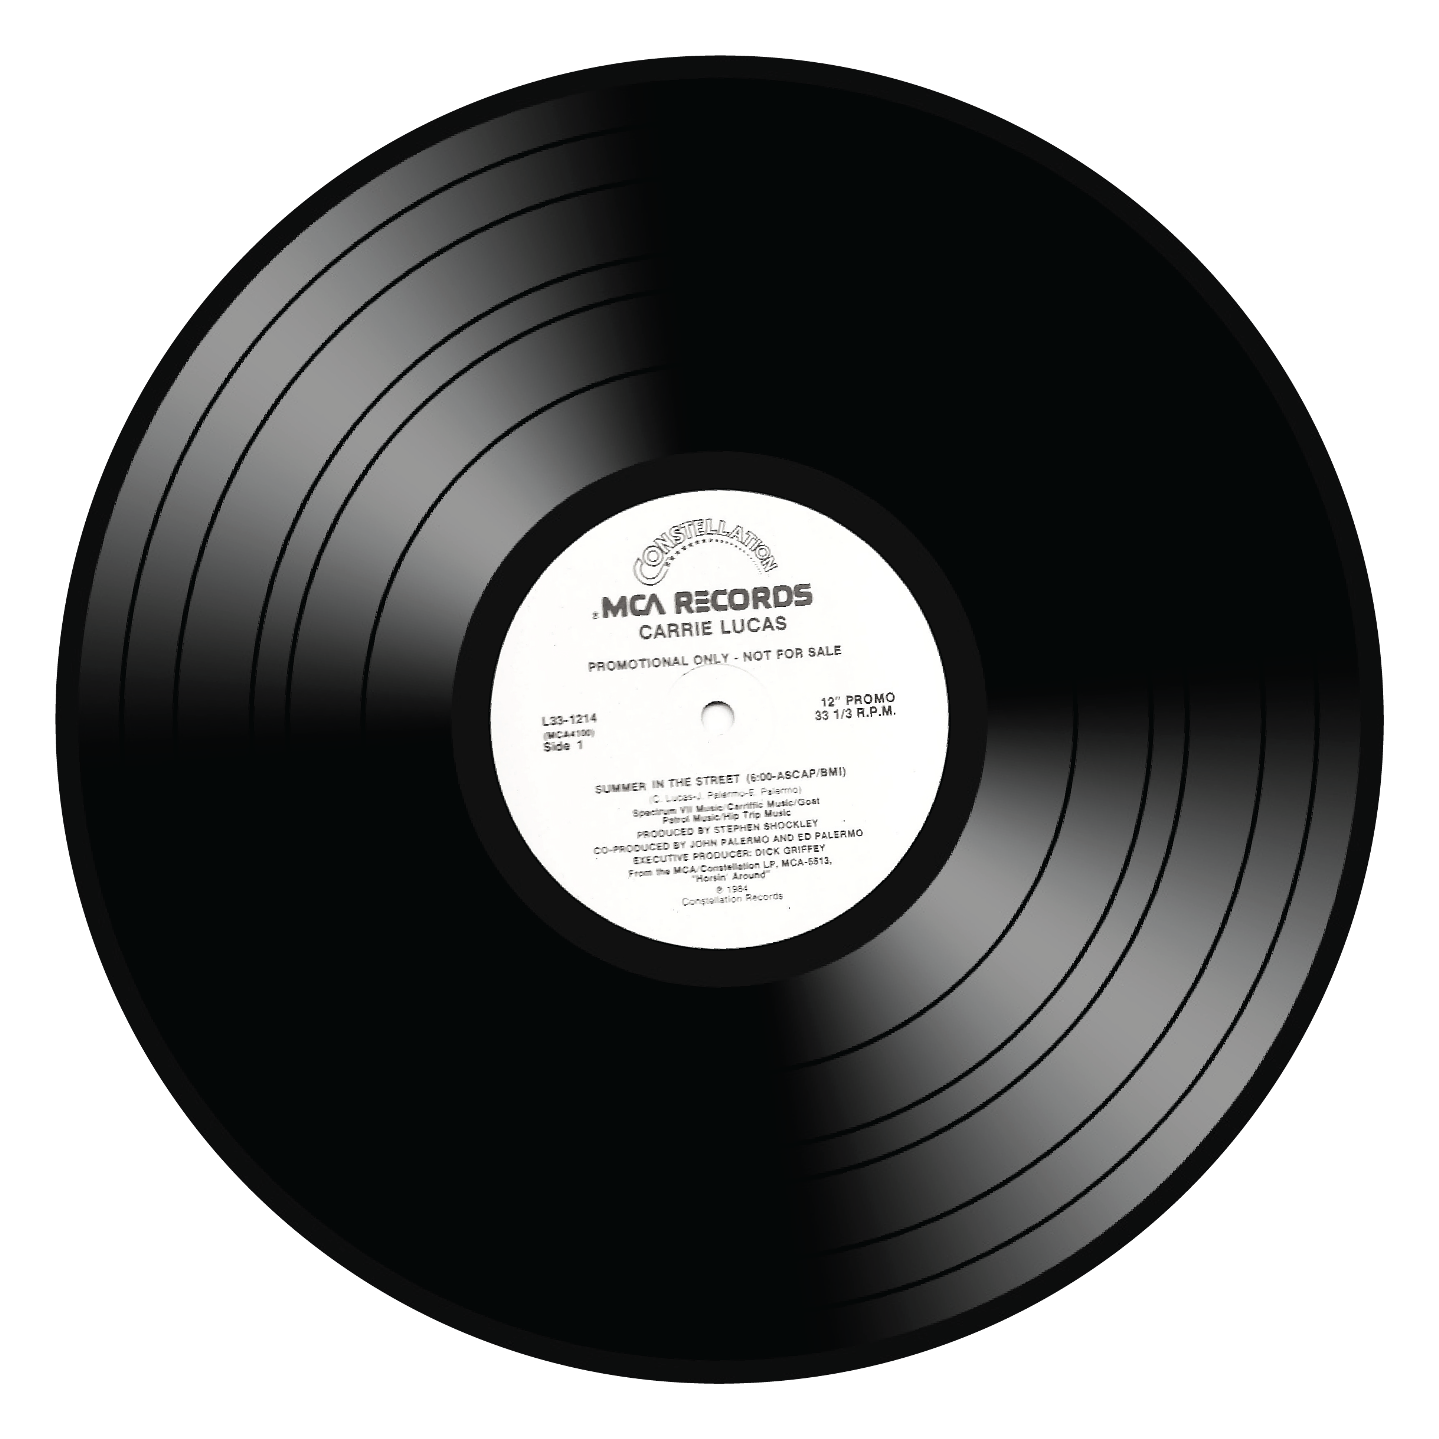 CONSTELLATION
® MCA RECORDS
CARRIE LUCAS
PROMOTIONAL ONLY - NOT FOR SALE
L33-1214
(MCA4100)
Side 1
12" PROMO
33 1/3 R.P.M.
SUMMER IN THE STREET (6:00-ASCAP/BMI)
(C. Lucas-J. Palermo-E. Palermo)
Spectrum VII Music/Carriffic Music/Goat
Patrol Music/Hip Trip Music
PRODUCED BY STEPHEN SHOCKLEY
CO-PRODUCED BY JOHN PALERMO AND ED PALERMO
EXECUTIVE PRODUCER: DICK GRIFFEY
From the MCA/Constellation LP, MCA-5513,
"Horsin' Around"
℗ 1984
Constellation Records